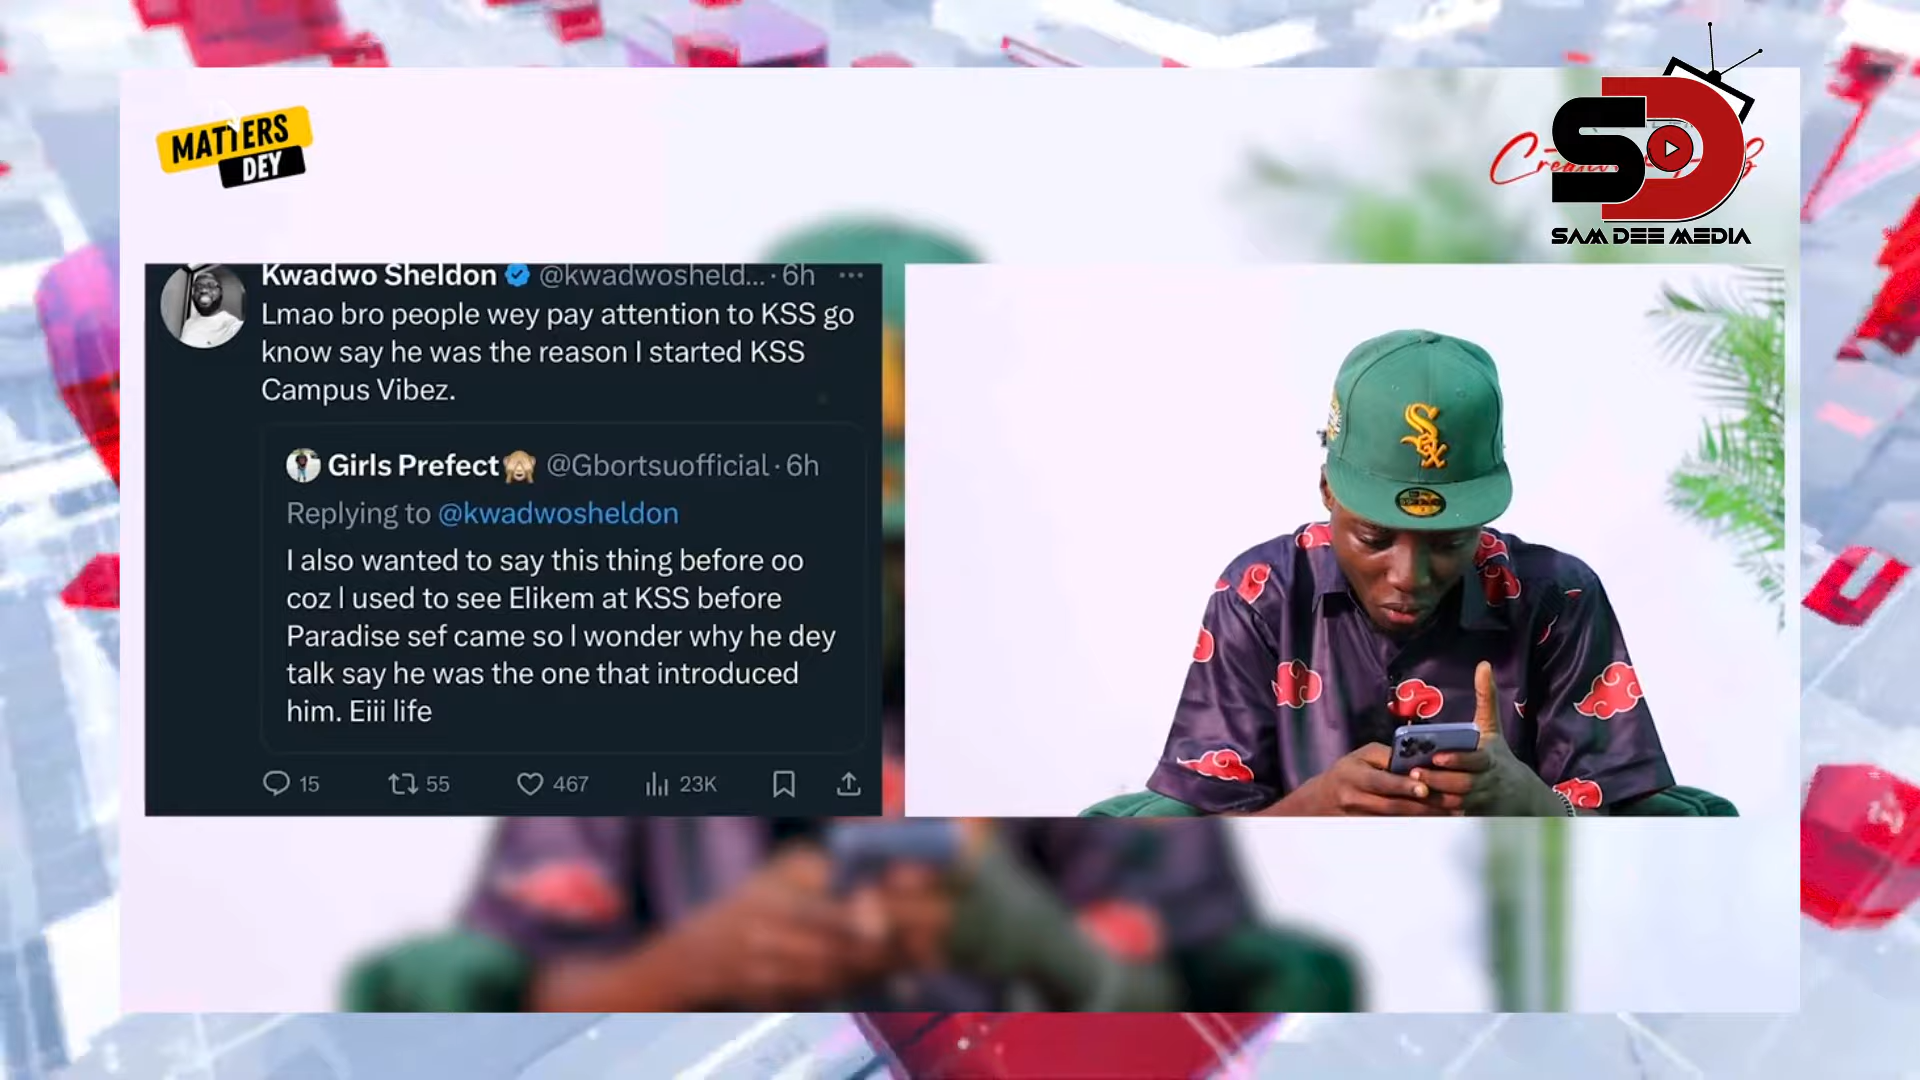 MATTERS
DEY
SD
SAM DEE MEDIA
Kwadwo Sheldon @kwadwosheld... · 6h
Lmao bro people wey pay attention to KSS go
know say he was the reason I started KSS
Campus Vibez.
Girls Prefect🙈 @Gbortsuofficial · 6h
Replying to @kwadwosheldon
I also wanted to say this thing before oo
coz I used to see Elikem at KSS before
Paradise sef came so I wonder why he dey
talk say he was the one that introduced
him. Eiii life
15 55 467 23K